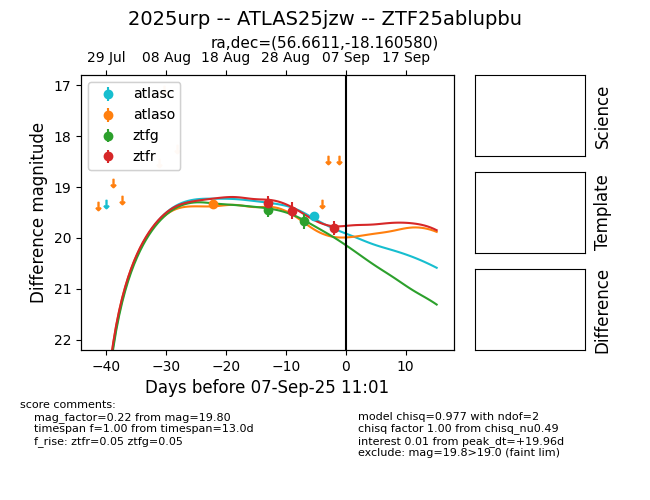 2025urp -- ATLAS25jzw -- ZTF25ablupbu
ra,dec=(56.6611,-18.160580)
29 Jul 08 Aug 18 Aug 28 Aug 07 Sep 17 Sep
17
18
19
20
21
22
Difference magnitude
atlasc
atlaso
ztfg
ztfr
−40 −30 −20 −10 0 10
Days before 07-Sep-25 11:01
Science
Template
Difference
score comments:
mag_factor=0.22 from mag=19.80
timespan f=1.00 from timespan=13.0d
f_rise: ztfr=0.05 ztfg=0.05
model chisq=0.977 with ndof=2
chisq factor 1.00 from chisq_nu0.49
interest 0.01 from peak_dt=+19.96d
exclude: mag=19.8>19.0 (faint lim)